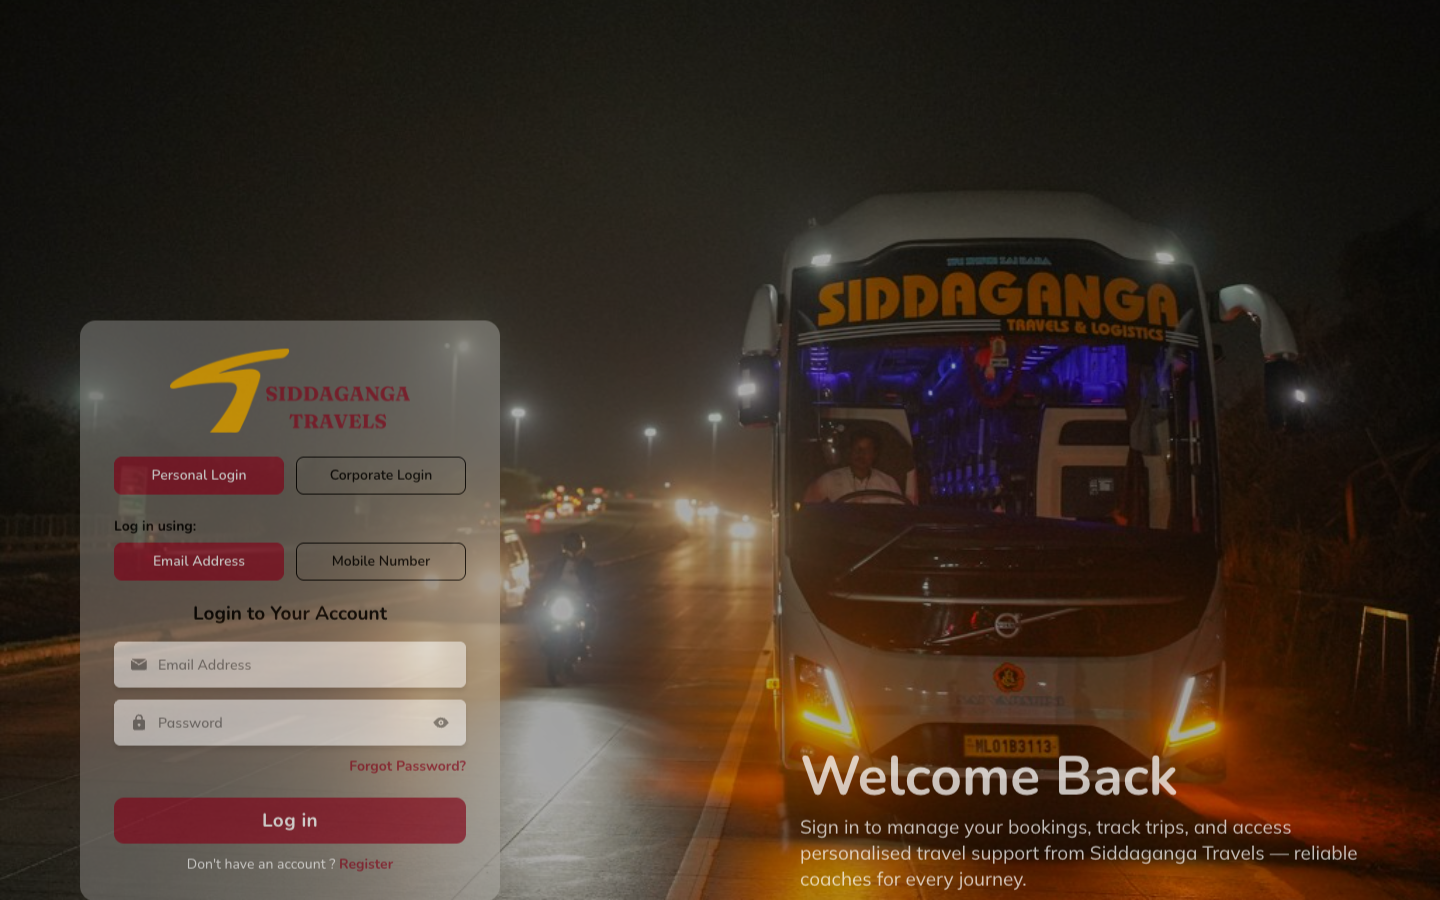 SIDDAGANGA
TRAVELS
Personal Login
Corporate Login
Log in using:
Email Address
Mobile Number
Login to Your Account
Email Address
Password
Forgot Password?
Log in
Don't have an account ? Register
SIDDAGANGA
TRAVELS & LOGISTICS
ML01B3113
Welcome Back
Sign in to manage your bookings, track trips, and access
personalised travel support from Siddaganga Travels — reliable
coaches for every journey.